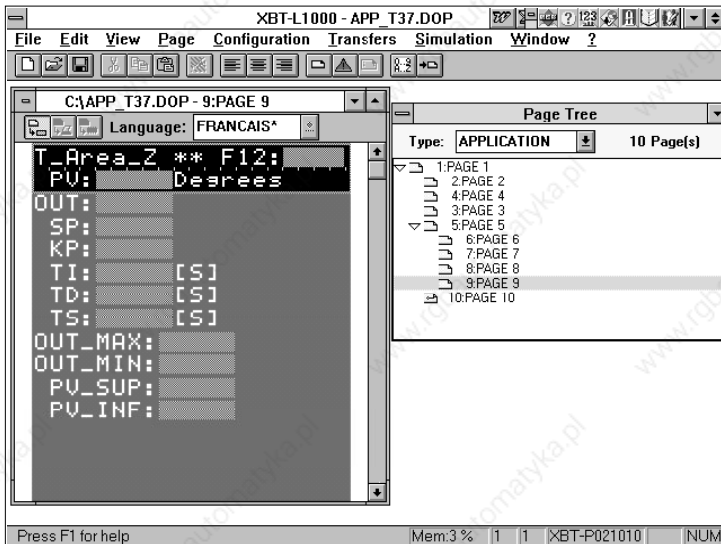 XBT-L1000 - APP_T37.DOP
File Edit View Page Configuration Transfers Simulation Window ?
C:\APP_T37.DOP - 9:PAGE 9
Language: FRANCAIS*
T_Area_Z ** F12:
PV: Degrees
OUT:
SP:
KP:
TI: [S]
TD: [S]
TS: [S]
OUT_MAX:
OUT_MIN:
PV_SUP:
PV_INF:
Page Tree
Type: APPLICATION 10 Page(s)
1:PAGE 1
2:PAGE 2
4:PAGE 4
3:PAGE 3
5:PAGE 5
6:PAGE 6
7:PAGE 7
8:PAGE 8
9:PAGE 9
10:PAGE 10
Press F1 for help Mem:3 % 1 1 XBT-P021010 NUM